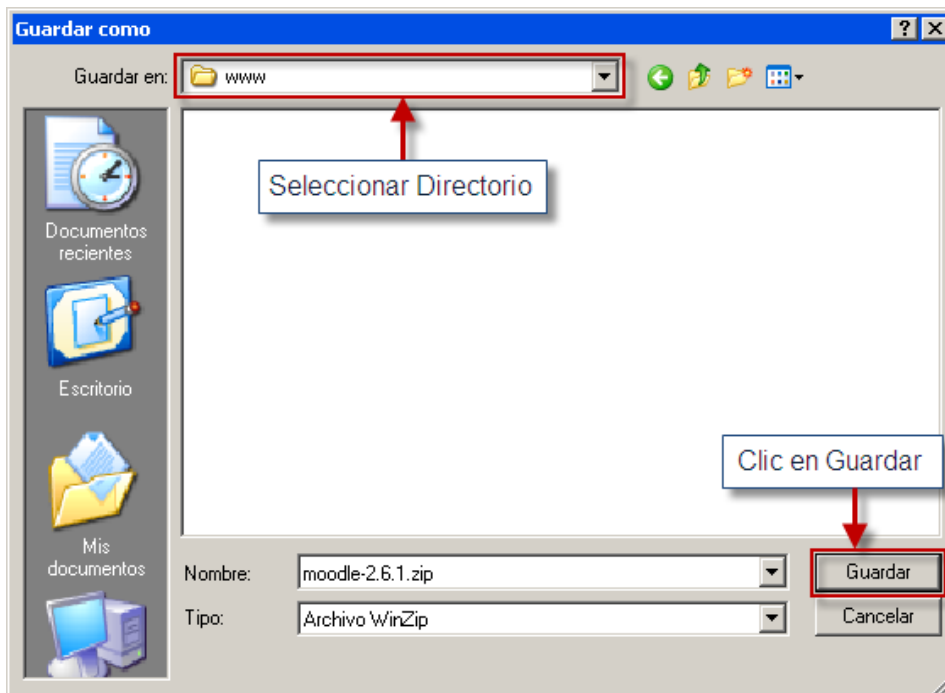 Guardar como
Guardar en:
www
Seleccionar Directorio
Documentos
recientes
Escritorio
Mis
documentos
Clic en Guardar
Nombre:
moodle-2.6.1.zip
Guardar
Tipo:
Archivo WinZip
Cancelar